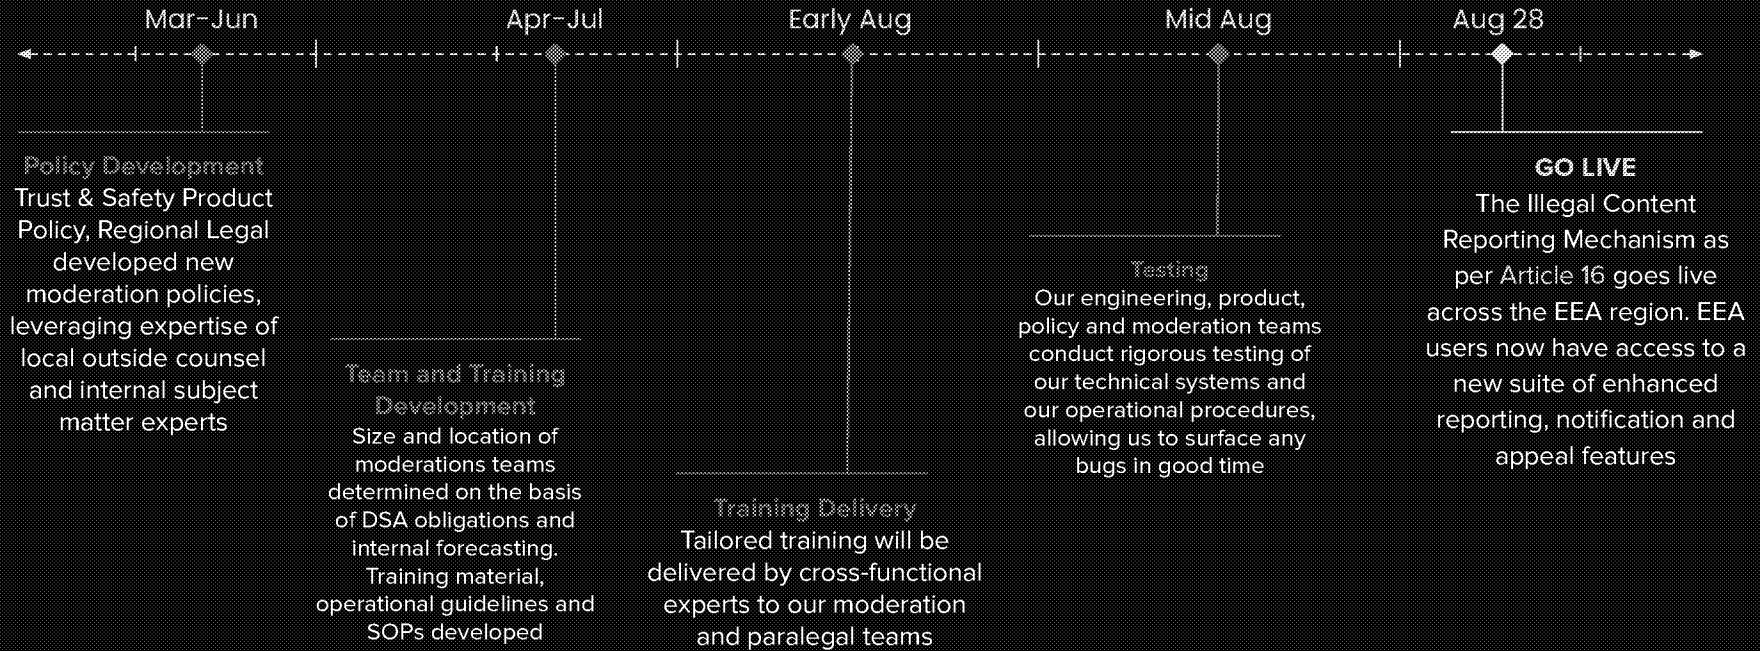 Mar-Jun
Apr-Jul
Early Aug
Mid Aug
Aug 28
Policy Development
Trust & Safety Product
Policy, Regional Legal
developed new
moderation policies,
leveraging expertise of
local outside counsel
and internal subject
matter experts
Team and Training
Development
Size and location of
moderations teams
determined on the basis
of DSA obligations and
internal forecasting.
Training material,
operational guidelines and
SOPs developed
Training Delivery
Tailored training will be
delivered by cross-functional
experts to our moderation
and paralegal teams
Testing
Our engineering, product,
policy and moderation teams
conduct rigorous testing of
our technical systems and
our operational procedures,
allowing us to surface any
bugs in good time
GO LIVE
The Illegal Content
Reporting Mechanism as
per Article 16 goes live
across the EEA region. EEA
users now have access to a
new suite of enhanced
reporting, notification and
appeal features